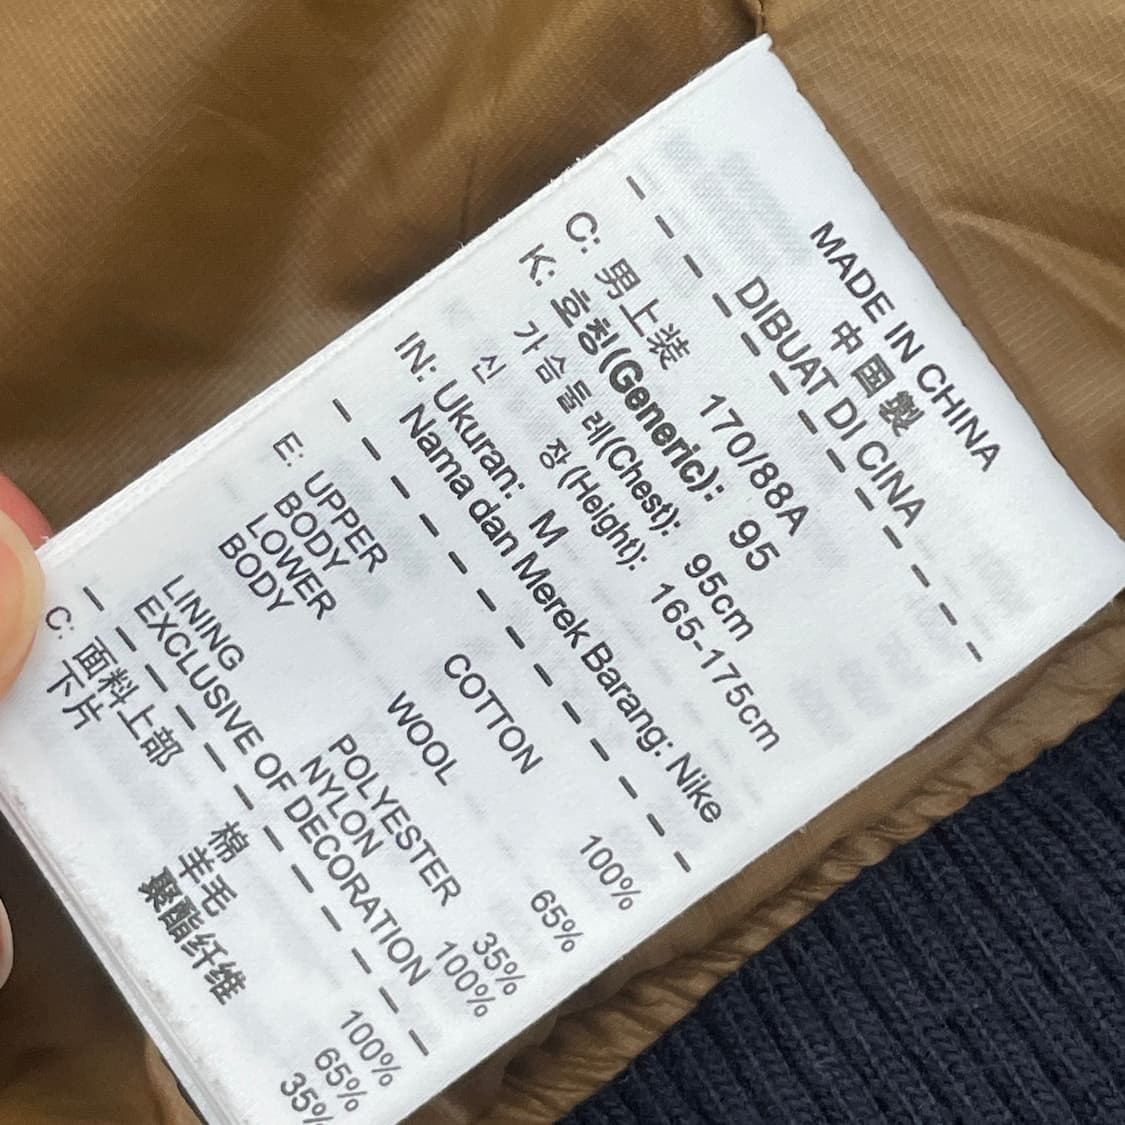 MADE IN CHINA
中国製
DIBUAT DI CINA
C: 男上装 170/88A
K: 호칭(Generic): 95
가슴둘레(Chest): 95cm
신 장(Height): 165-175cm
IN: Ukuran: M
Nama dan Merek Barang: Nike
E: UPPER COTTON 100%
BODY
LOWER WOOL 65%
BODY
POLYESTER 35%
LINING NYLON 100%
EXCLUSIVE OF DECORATION
C: 面料上部 棉 100%
下片 羊毛 65%
聚酯纤维 35%